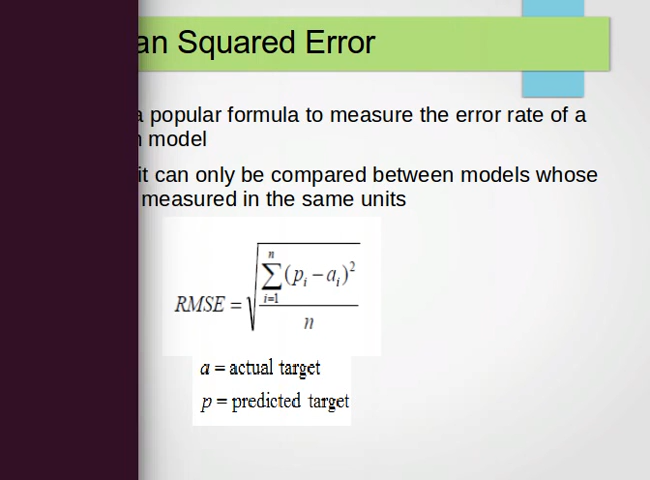 an Squared Error
a popular formula to measure the error rate of a
model
it can only be compared between models whose
measured in the same units
RMSE = √(∑_{i=1}^{n} (p_i − a_i)² / n)
a = actual target
p = predicted target